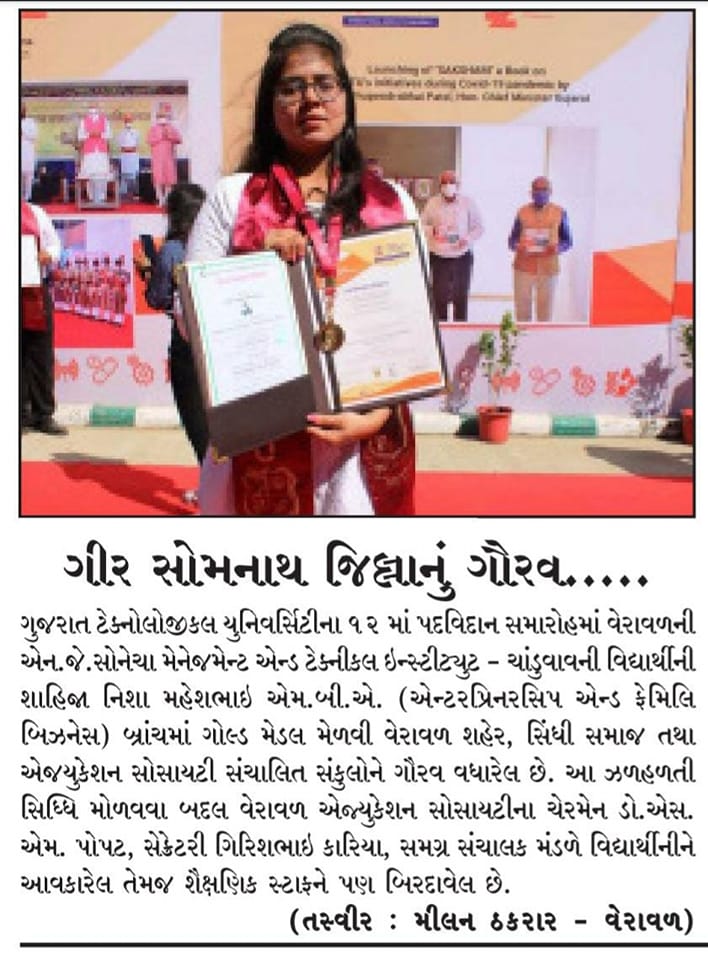 Launching of "SAKSHAM" a Book on
initiatives during Covid-19 pandemic by
Bhupendrabhai Patel, Hon. Chief Minister Gujarat
ગીર સોમનાથ જિલ્લાનું ગૌરવ.....
ગુજરાત ટેક્નોલોજીકલ યુનિવર્સિટીના ૧૨ માં પદવિદાન સમારોહમાં વેરાવળની
એન.જે.સોનેચા મેનેજમેન્ટ એન્ડ ટેક્નીકલ ઇન્સ્ટીટ્યુટ – ચાંડુવાવની વિદ્યાર્થીની
શાહિજા નિશા મહેશભાઇ એમ.બી.એ. (એન્ટરપ્રિનરસિપ એન્ડ ફેમિલિ
બિઝનેસ) બ્રાંચમાં ગોલ્ડ મેડલ મેળવી વેરાવળ શહેર, સિંધી સમાજ તથા
એજયુકેશન સોસાયટી સંચાલિત સંકુલોને ગૌરવ વધારેલ છે. આ ઝળહળતી
સિધ્ધિ મોળવવા બદલ વેરાવળ એજ્યુકેશન સોસાયટીના ચેરમેન ડો.એસ.
એમ. પોપટ, સેક્રેટરી ગિરિશભાઇ કારિયા, સમગ્ર સંચાલક મંડળે વિદ્યાર્થીનીને
આવકારેલ તેમજ શૈક્ષણિક સ્ટાફને પણ બિરદાવેલ છે.
(તસ્વીર : મીલન ઠકરાર – વેરાવળ)